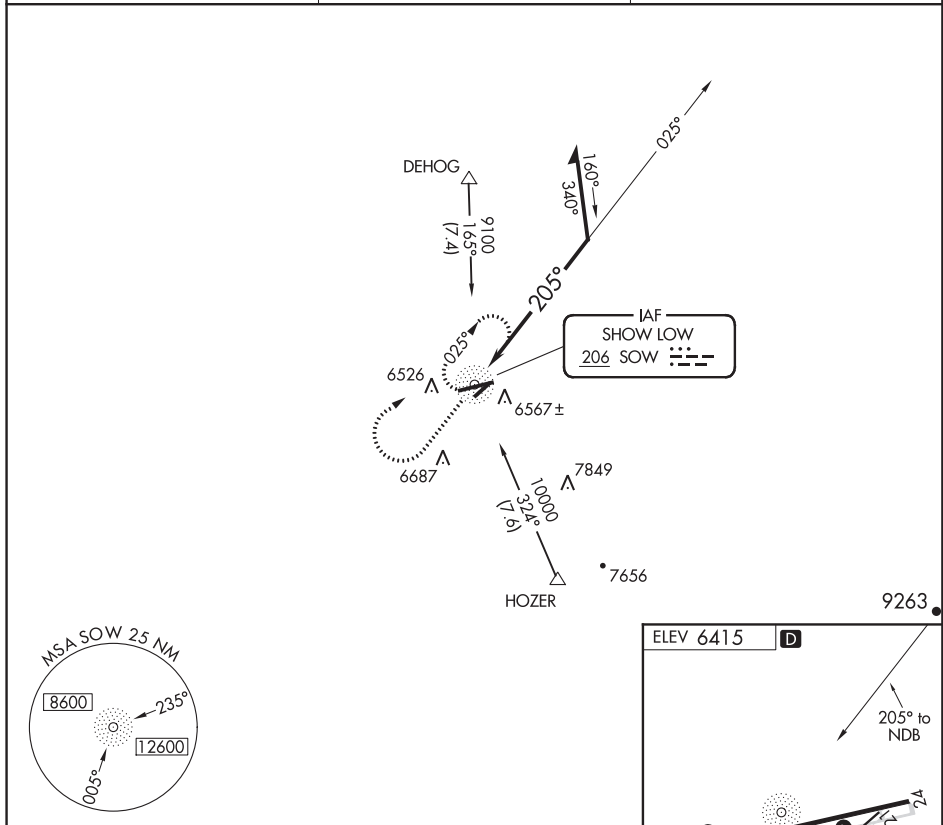 025°
160°
340°
DEHOG
9100
165°
(7.4)
205°
IAF
SHOW LOW
206 SOW
025°
6526
6567±
6687
7849
10000
324°
(7.6)
7656
HOZER
9263
MSA SOW 25 NM
8600
235°
12600
005°
ELEV 6415 D
205° to
NDB
24